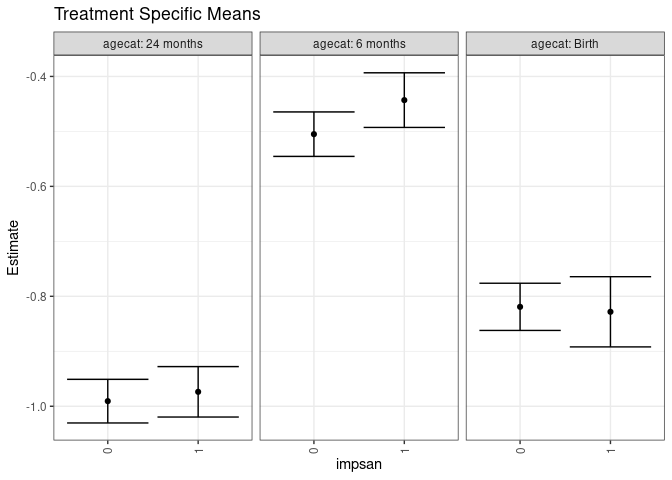 Treatment Specific Means
agecat: 24 months
agecat: 6 months
agecat: Birth
Estimate
-0.4
-0.6
-0.8
-1.0
0
1
0
1
0
1
impsan